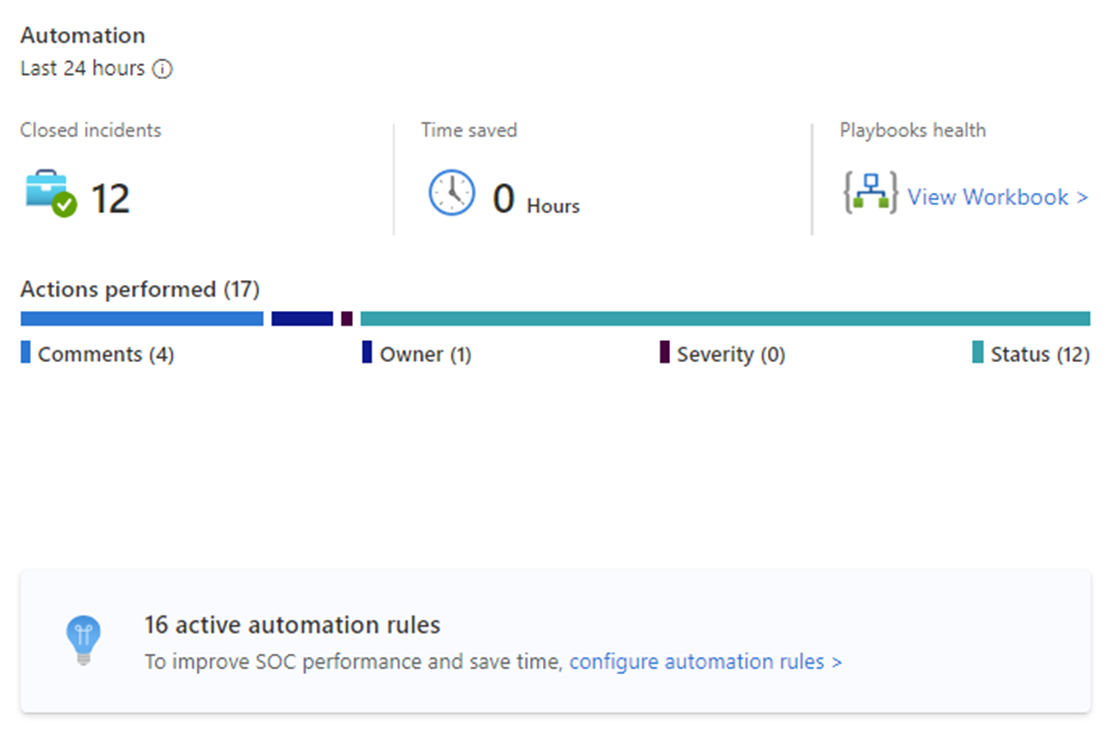 Automation
Last 24 hours
Closed incidents
12
Time saved
0 Hours
Playbooks health
View Workbook >
Actions performed (17)
Comments (4)
Owner (1)
Severity (0)
Status (12)
16 active automation rules
To improve SOC performance and save time, configure automation rules >